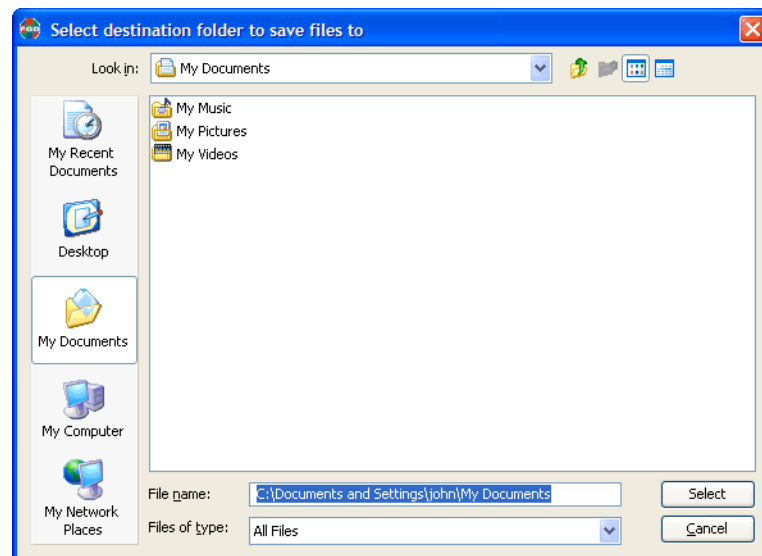 Select destination folder to save files to
Look in: My Documents
My Music
My Pictures
My Videos
My Recent
Documents
Desktop
My Documents
My Computer
My Network
Places
File name: C:\Documents and Settings\john\My Documents Select
Files of type: All Files Cancel